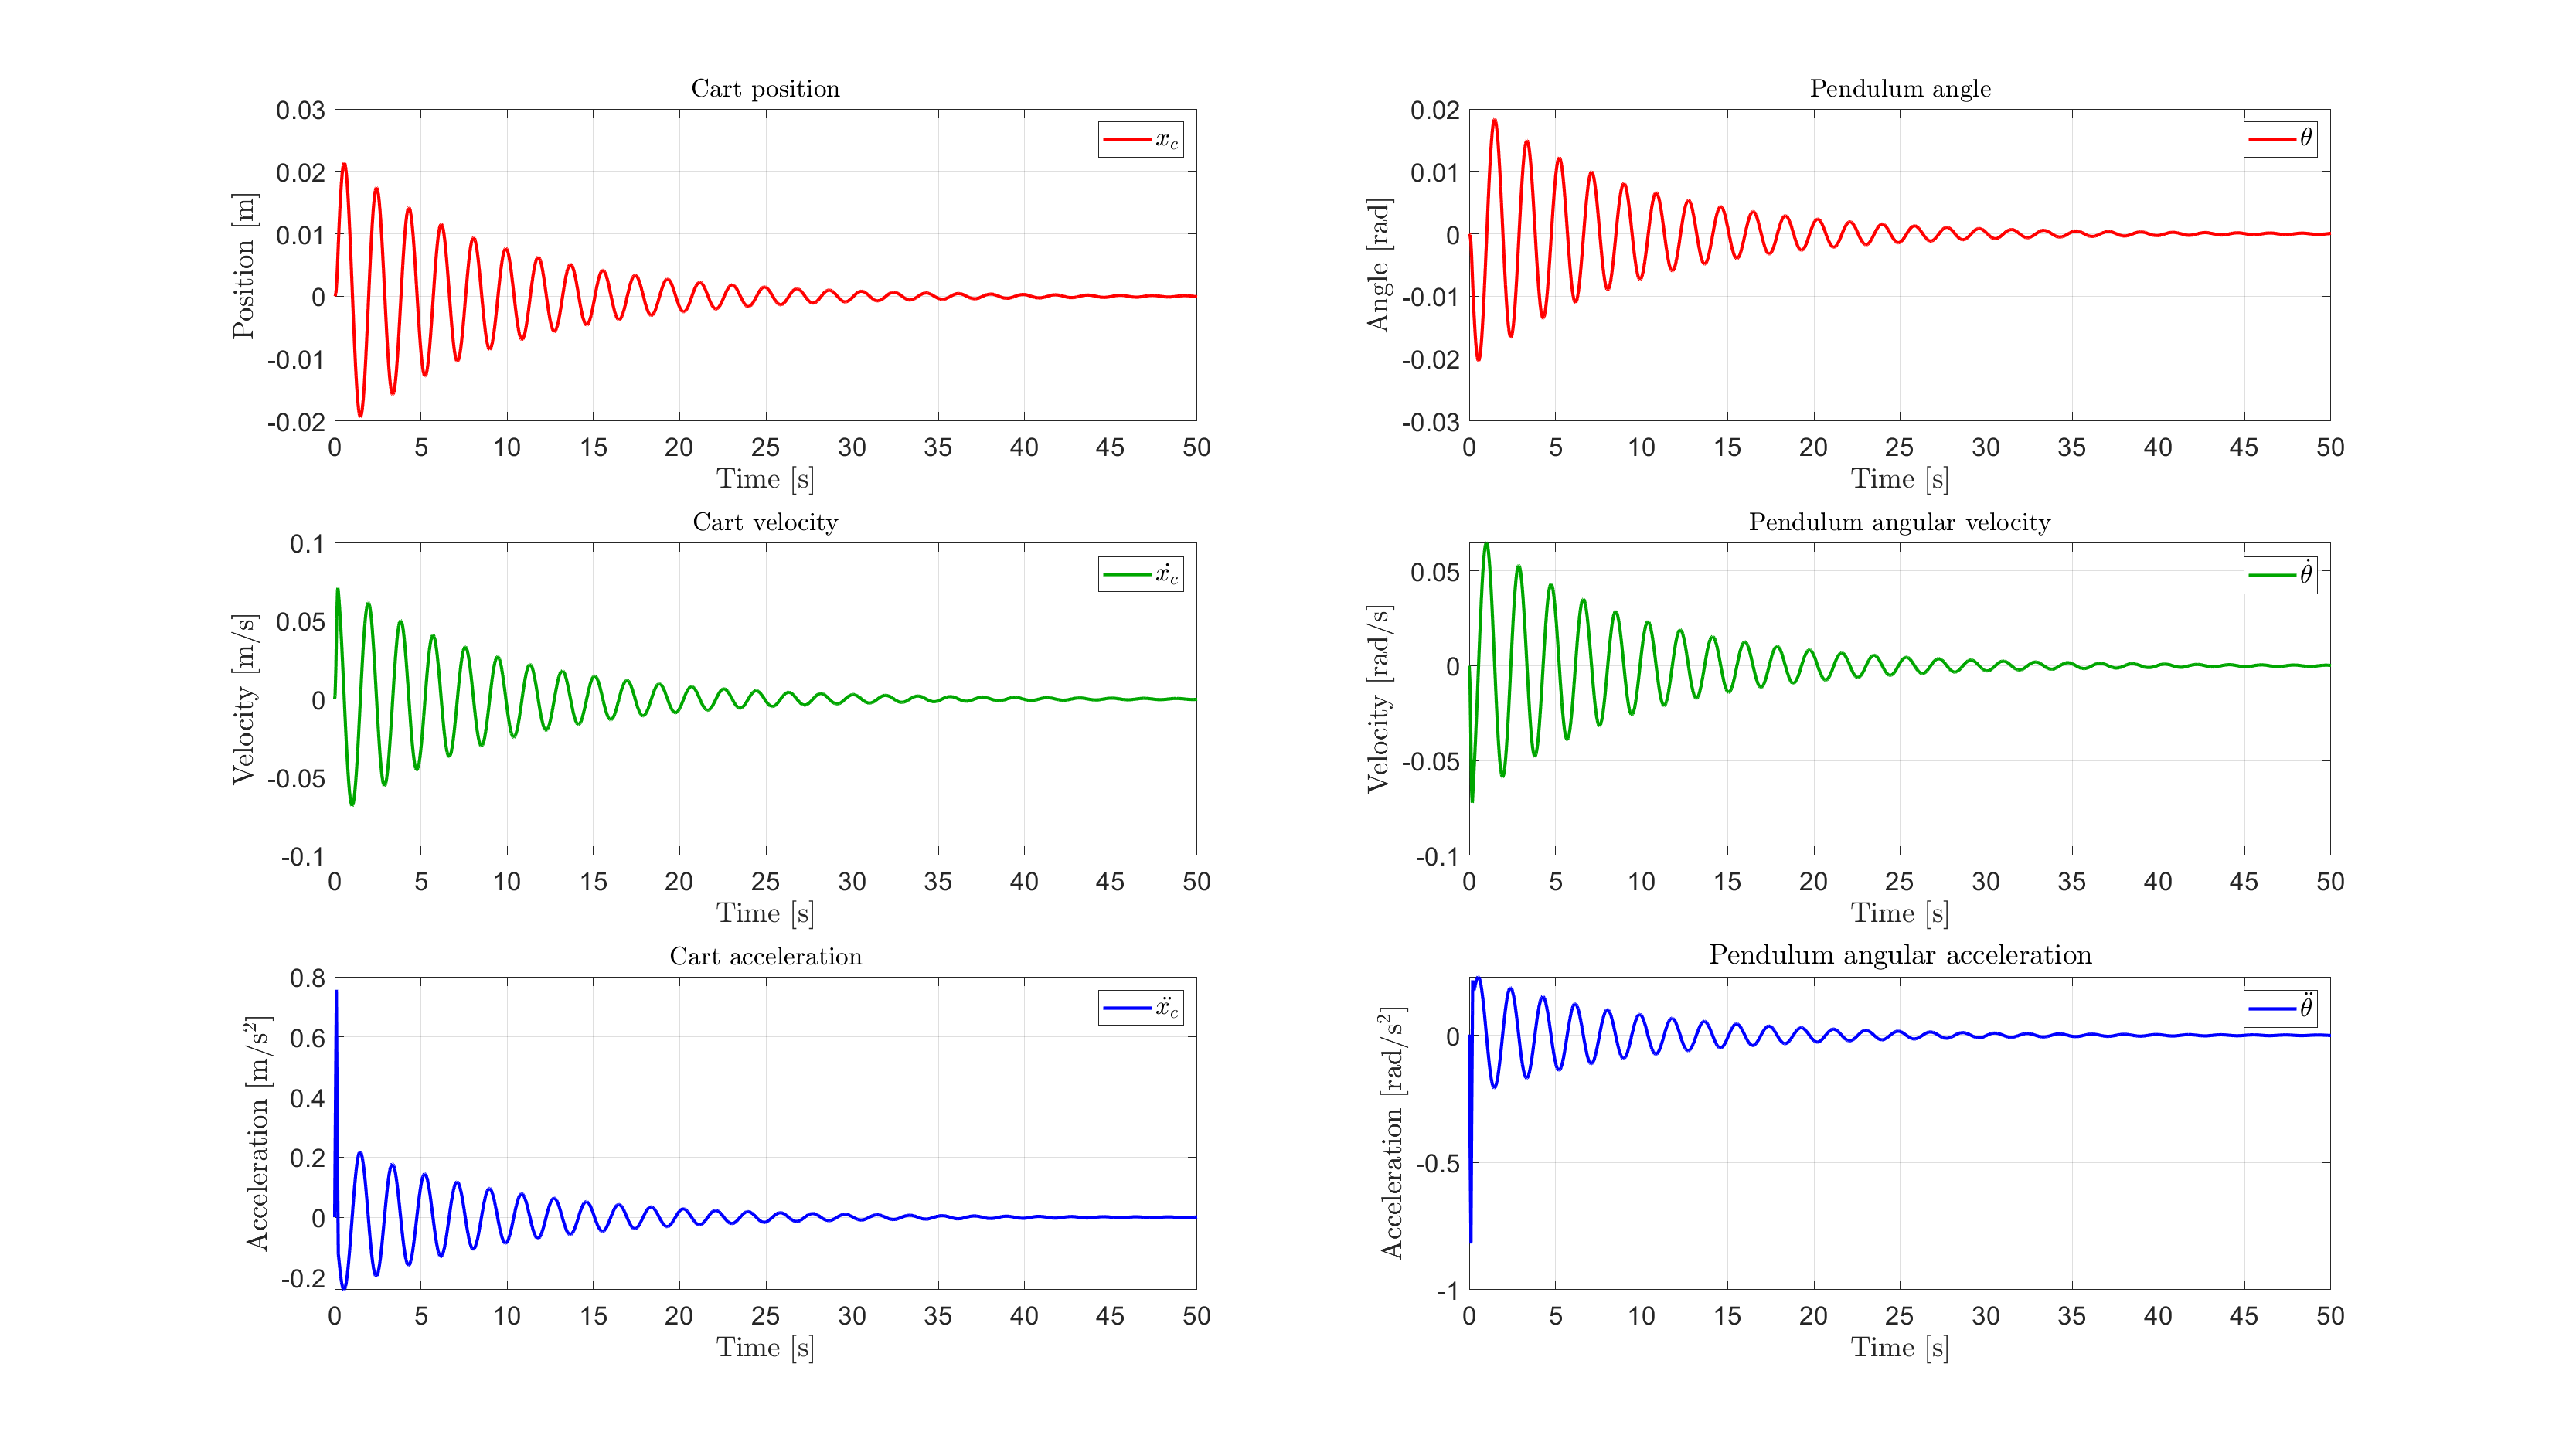 Cart position
0.03
0.02
0.01
0
-0.01
-0.02
Position [m]
x_c
0 5 10 15 20 25 30 35 40 45 50
Time [s]
Pendulum angle
0.02
0.01
0
-0.01
-0.02
-0.03
Angle [rad]
θ
0 5 10 15 20 25 30 35 40 45 50
Time [s]
Cart velocity
0.1
0.05
0
-0.05
-0.1
Velocity [m/s]
ẋ_c
0 5 10 15 20 25 30 35 40 45 50
Time [s]
Pendulum angular velocity
0.05
0
-0.05
-0.1
Velocity [rad/s]
θ̇
0 5 10 15 20 25 30 35 40 45 50
Time [s]
Cart acceleration
0.8
0.6
0.4
0.2
0
-0.2
Acceleration [m/s²]
ẍ_c
0 5 10 15 20 25 30 35 40 45 50
Time [s]
Pendulum angular acceleration
0
-0.5
-1
Acceleration [rad/s²]
θ̈
0 5 10 15 20 25 30 35 40 45 50
Time [s]